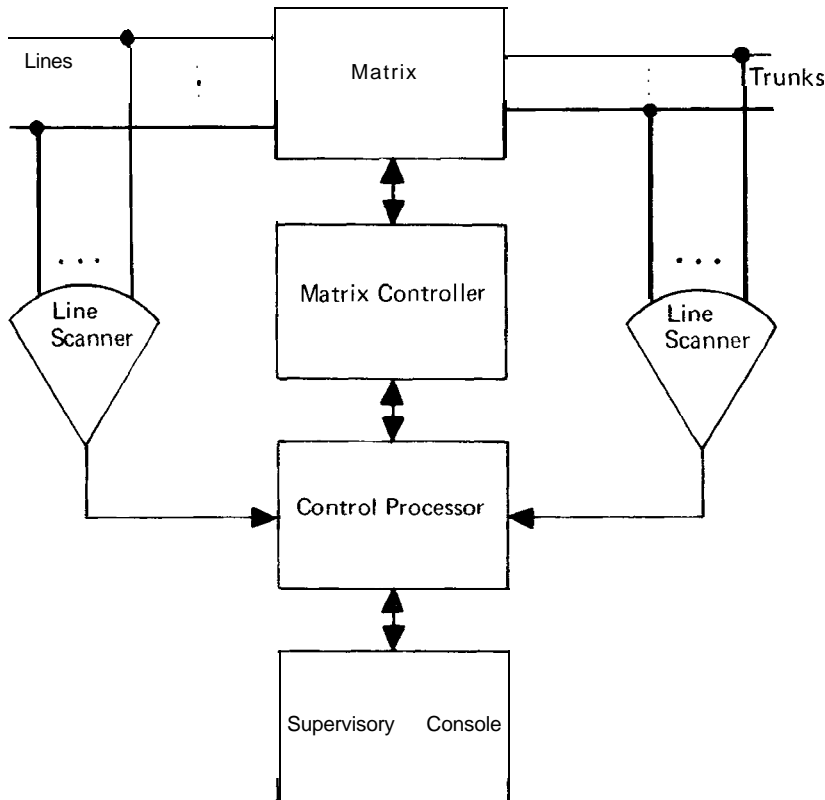 Lines
Matrix
Trunks
Matrix Controller
Line
Scanner
Line
Scanner
Control Processor
Supervisory Console